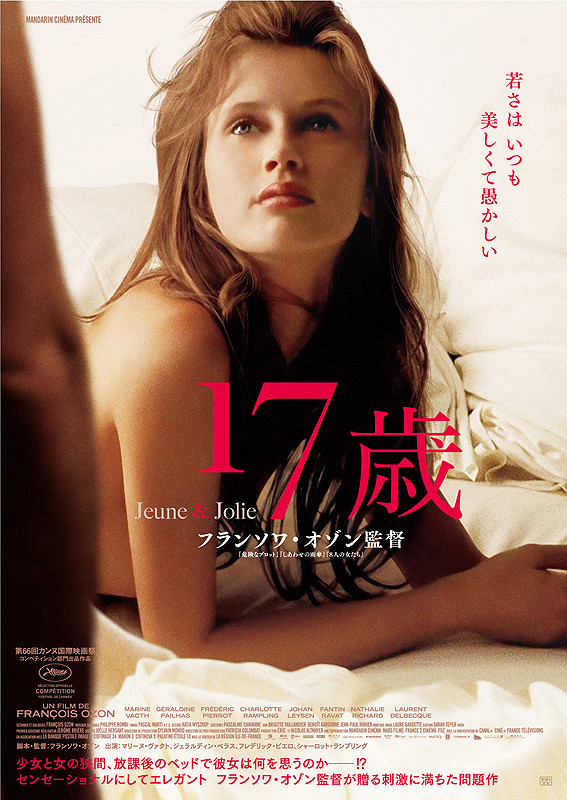 MANDARIN CINÉMA PRÉSENTE
若さは いつも
美しくて愚かしい
17歳
Jeune & Jolie
フランソワ・オゾン監督
『危険なプロット』『しあわせの雨傘』『8人の女たち』
第66回カンヌ国際映画祭
コンペティション部門出品作品
SÉLECTION OFFICIELLE
COMPÉTITION
FESTIVAL DE CANNES
UN FILM DE
FRANÇOIS OZON
MARINE VACTH
GÉRALDINE PAILHAS
FRÉDÉRIC PIERROT
CHARLOTTE RAMPLING
JOHAN LEYSEN
FANTIN RAVAT
NATHALIE RICHARD
LAURENT DELBECQUE
脚本・監督:フランソワ・オゾン 出演:マリーヌ・ヴァクト、ジェラルディン・ペラス、フレデリック・ピエロ、シャーロット・ランプリング
少女と女の狭間、放課後のベッドで彼女は何を思うのか──!?
センセーショナルにしてエレガント フランソワ・オゾン監督が贈る刺激に満ちた問題作